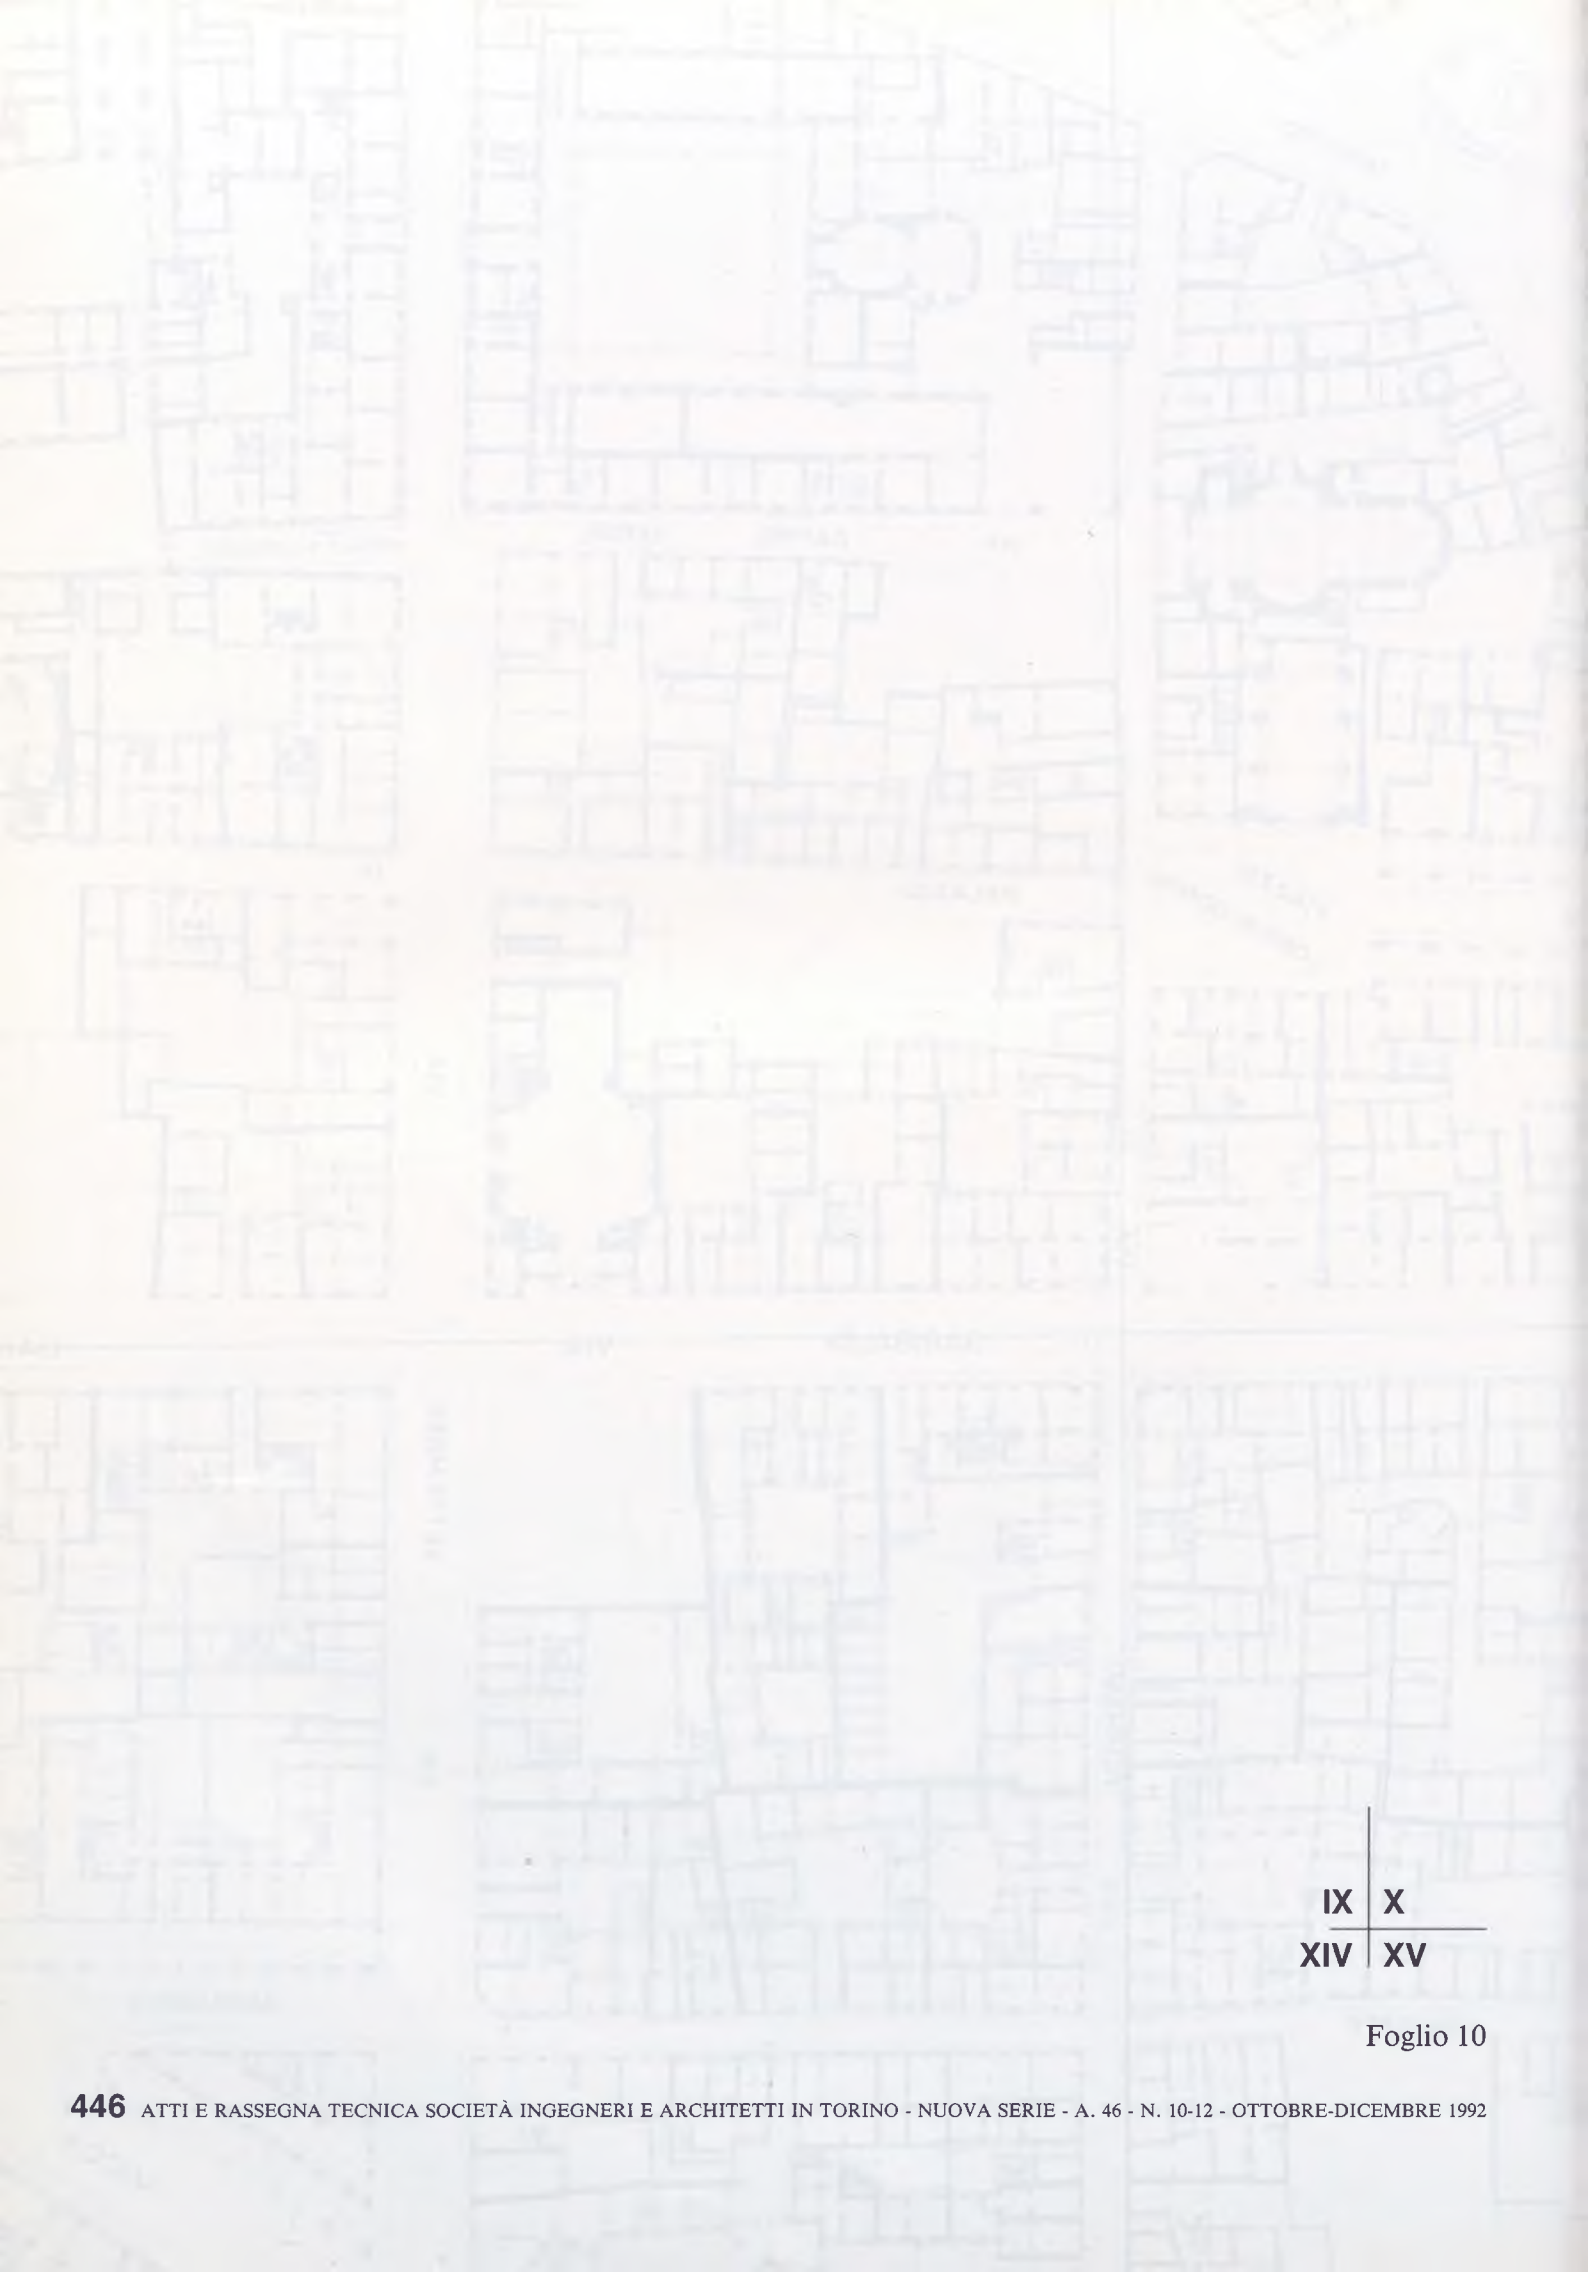 IX X
XIV XV
Foglio 10
446 ATTI E RASSEGNA TECNICA SOCIETÀ INGEGNERI E ARCHITETTI IN TORINO - NUOVA SERIE - A. 46 - N. 10-12 - OTTOBRE-DICEMBRE 1992